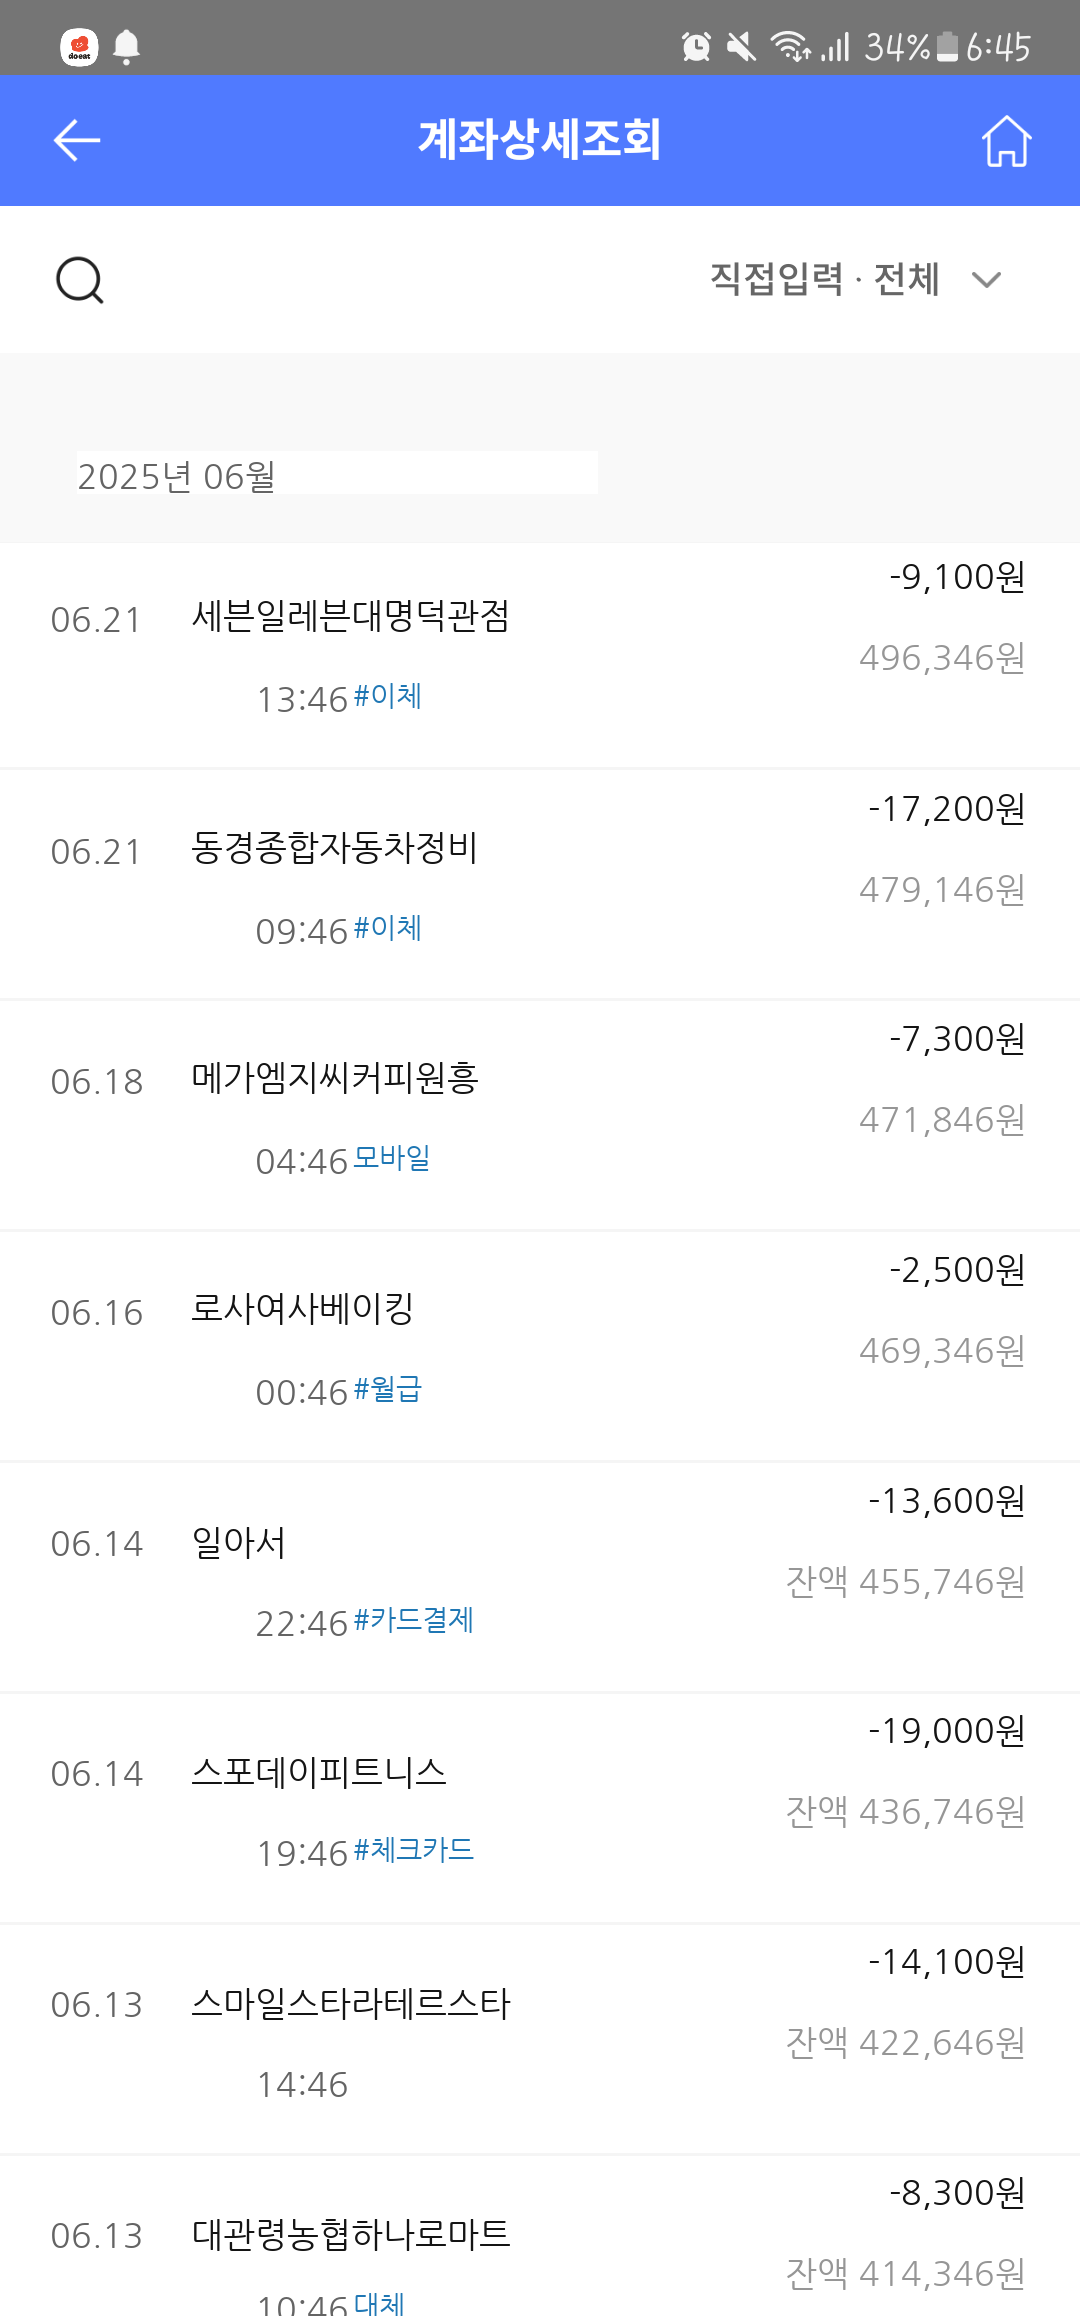 doeat
34% 6:45
계좌상세조회
직접입력 · 전체
2025년 06월
-9,100원
06.21 세븐일레븐대명덕관점
496,346원
13:46 #이체
-17,200원
06.21 동경종합자동차정비
479,146원
09:46 #이체
-7,300원
06.18 메가엠지씨커피원흥
471,846원
04:46 모바일
-2,500원
06.16 로사여사베이킹
469,346원
00:46 #월급
-13,600원
06.14 일아서
잔액 455,746원
22:46 #카드결제
-19,000원
06.14 스포데이피트니스
잔액 436,746원
19:46 #체크카드
-14,100원
06.13 스마일스타라테르스타
잔액 422,646원
14:46
-8,300원
06.13 대관령농협하나로마트
잔액 414,346원
10:46 대체